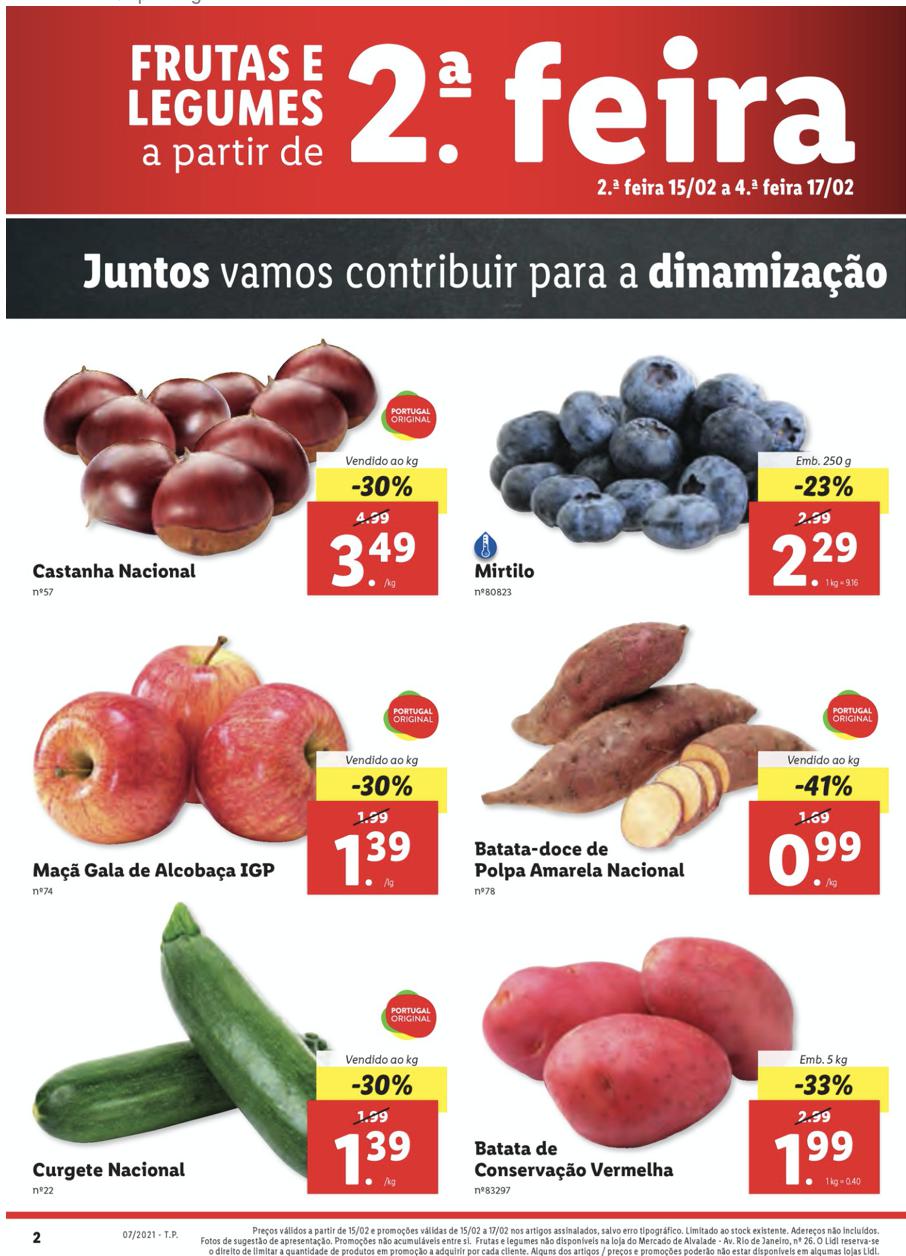 FRUTAS E
LEGUMES
a partir de
2.ª feira
2.ª feira 15/02 a 4.ª feira 17/02
Juntos vamos contribuir para a dinamização
PORTUGAL
ORIGINAL
Vendido ao kg
-30%
4.99
3.49
/kg
Castanha Nacional
nº57
Emb. 250 g
-23%
2.99
2.29
1 kg = 9.16
Mirtilo
nº80823
PORTUGAL
ORIGINAL
Vendido ao kg
-30%
1.99
1.39
/lg
Maçã Gala de Alcobaça IGP
nº74
PORTUGAL
ORIGINAL
Vendido ao kg
-41%
1.69
0.99
/kg
Batata-doce de
Polpa Amarela Nacional
nº78
PORTUGAL
ORIGINAL
Vendido ao kg
-30%
1.99
1.39
/kg
Curgete Nacional
nº22
Emb. 5 kg
-33%
2.99
1.99
1 kg = 0.40
Batata de
Conservação Vermelha
nº83297
2
07/2021 - T.P.
Preços válidos a partir de 15/02 e promoções válidas de 15/02 a 17/02 nos artigos assinalados, salvo erro tipográfico. Limitado ao stock existente. Adereços não incluídos.
Fotos de sugestão de apresentação. Promoções não acumuláveis entre si. Frutas e legumes não disponíveis na loja do Mercado de Alvalade - Av. Rio de Janeiro, nº 26. O Lidl reserva-se
o direito de limitar a quantidade de produtos em promoção a adquirir por cada cliente. Alguns dos artigos / preços e promoções poderão não estar disponíveis em algumas lojas Lidl.